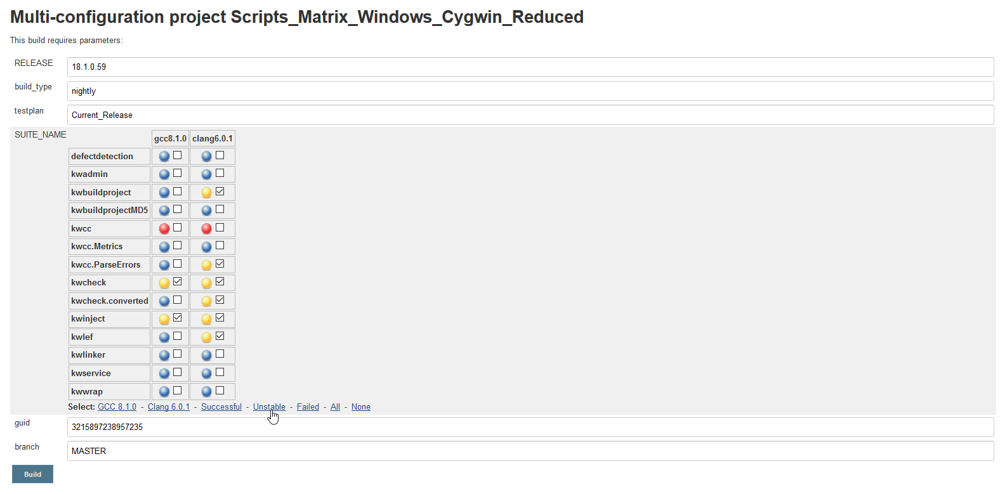 Multi-configuration project Scripts_Matrix_Windows_Cygwin_Reduced
This build requires parameters:
RELEASE 18.1.0.59
build_type nightly
testplan Current_Release
SUITE_NAME
gcc8.1.0 clang6.0.1
defectdetection
kwadmin
kwbuildproject
kwbuildprojectMD5
kwcc
kwcc.Metrics
kwcc.ParseErrors
kwcheck
kwcheck.converted
kwinject
kwlef
kwlinker
kwservice
kwwrap
Select: GCC 8.1.0 - Clang 6.0.1 - Successful - Unstable - Failed - All - None
guid 3215897238957235
branch MASTER
Build